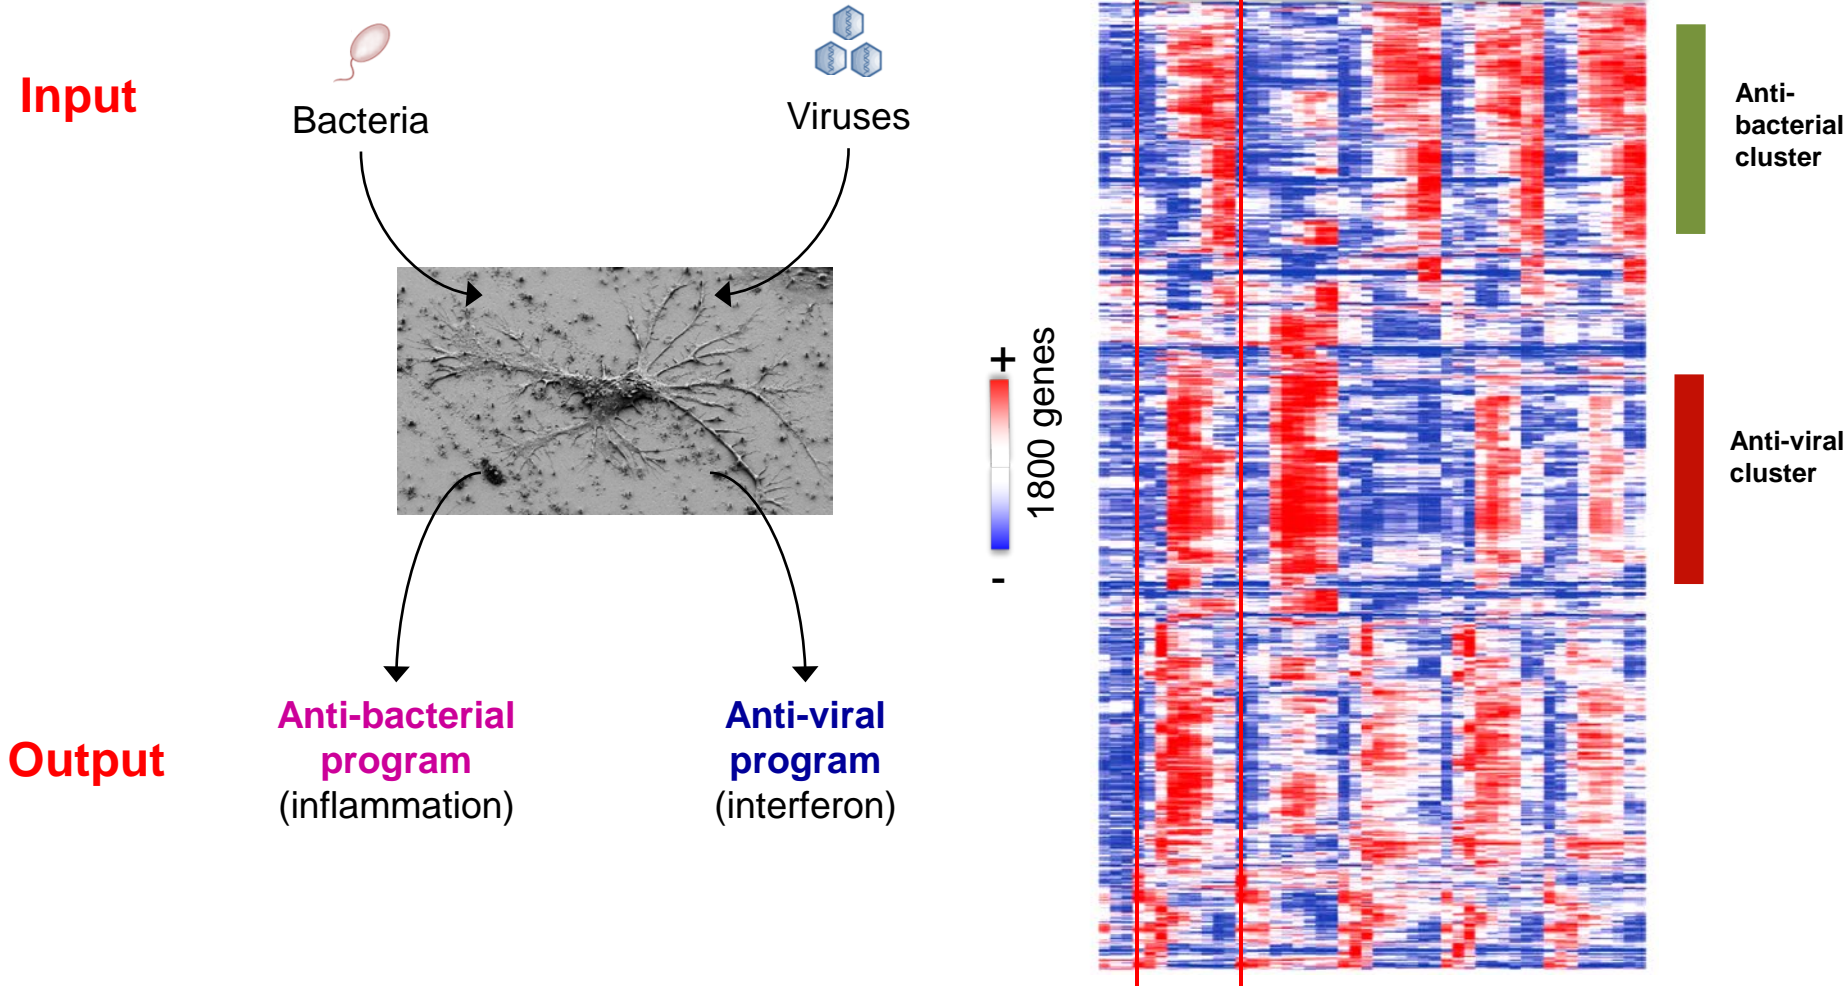 Input
Bacteria
Viruses
Anti-bacterial
program
(inflammation)
Anti-viral
program
(interferon)
Output
+
-
1800 genes
Anti-
bacterial
cluster
Anti-viral
cluster